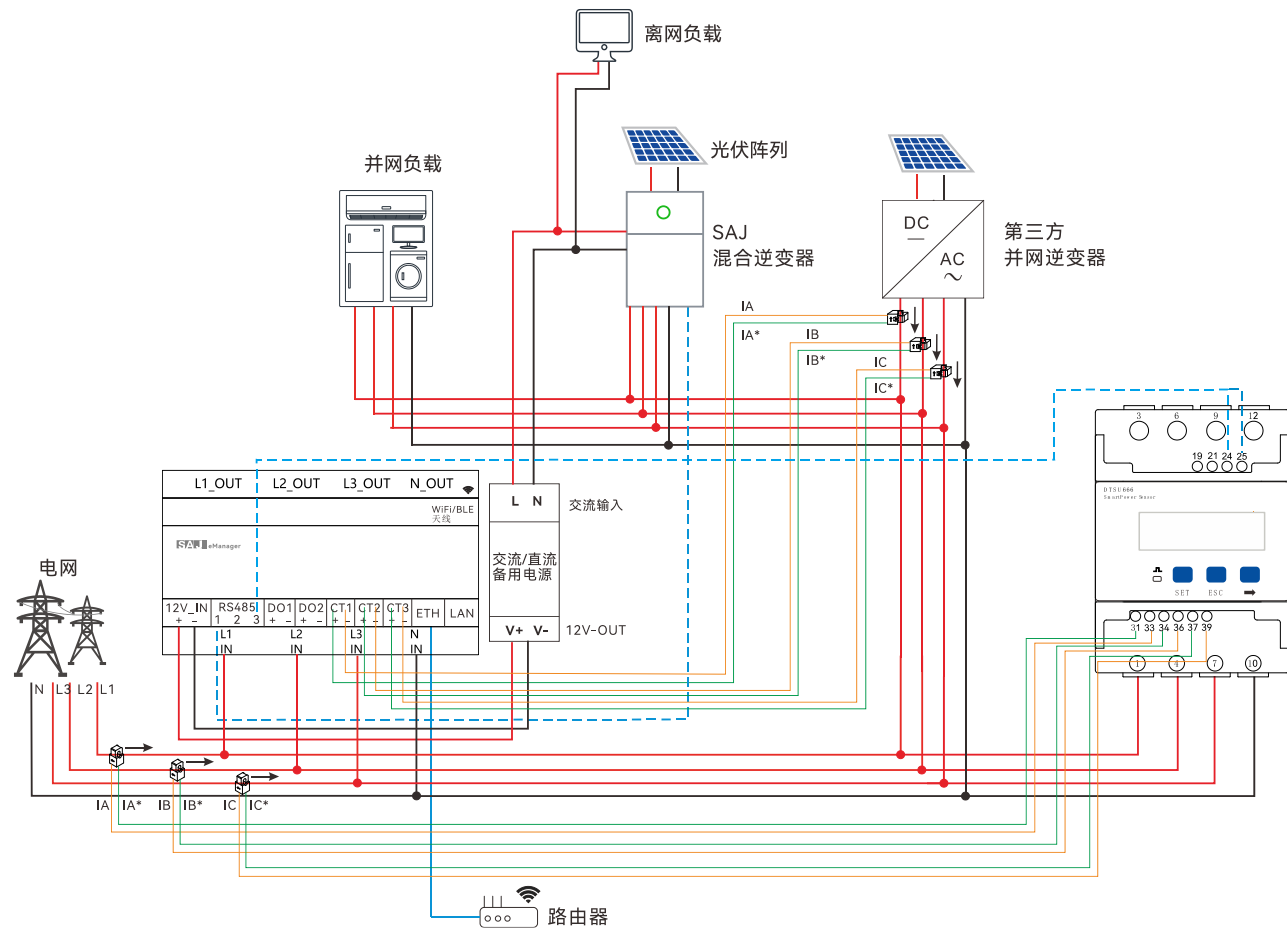 离网负载
并网负载
光伏阵列
SAJ
混合逆变器
DC
AC
第三方
并网逆变器
IA
IA*
IB
IB*
IC
IC*
3 6 9 12
19 21 24 25
DTSU666
SmartPower Sensor
SET ESC
31 33 34 36 37 39
1 4 7 10
L1_OUT L2_OUT L3_OUT N_OUT
WiFi/BLE
天线
SAJ eManager
12V_IN RS485 DO1 DO2 CT1 CT2 CT3 ETH LAN
+ − 1 2 3 + − + − + − + − + −
L1 L2 L3 N
IN IN IN IN
L N
交流输入
交流/直流
备用电源
V+ V-
12V-OUT
电网
N L3 L2 L1
IA IA* IB IB* IC IC*
路由器